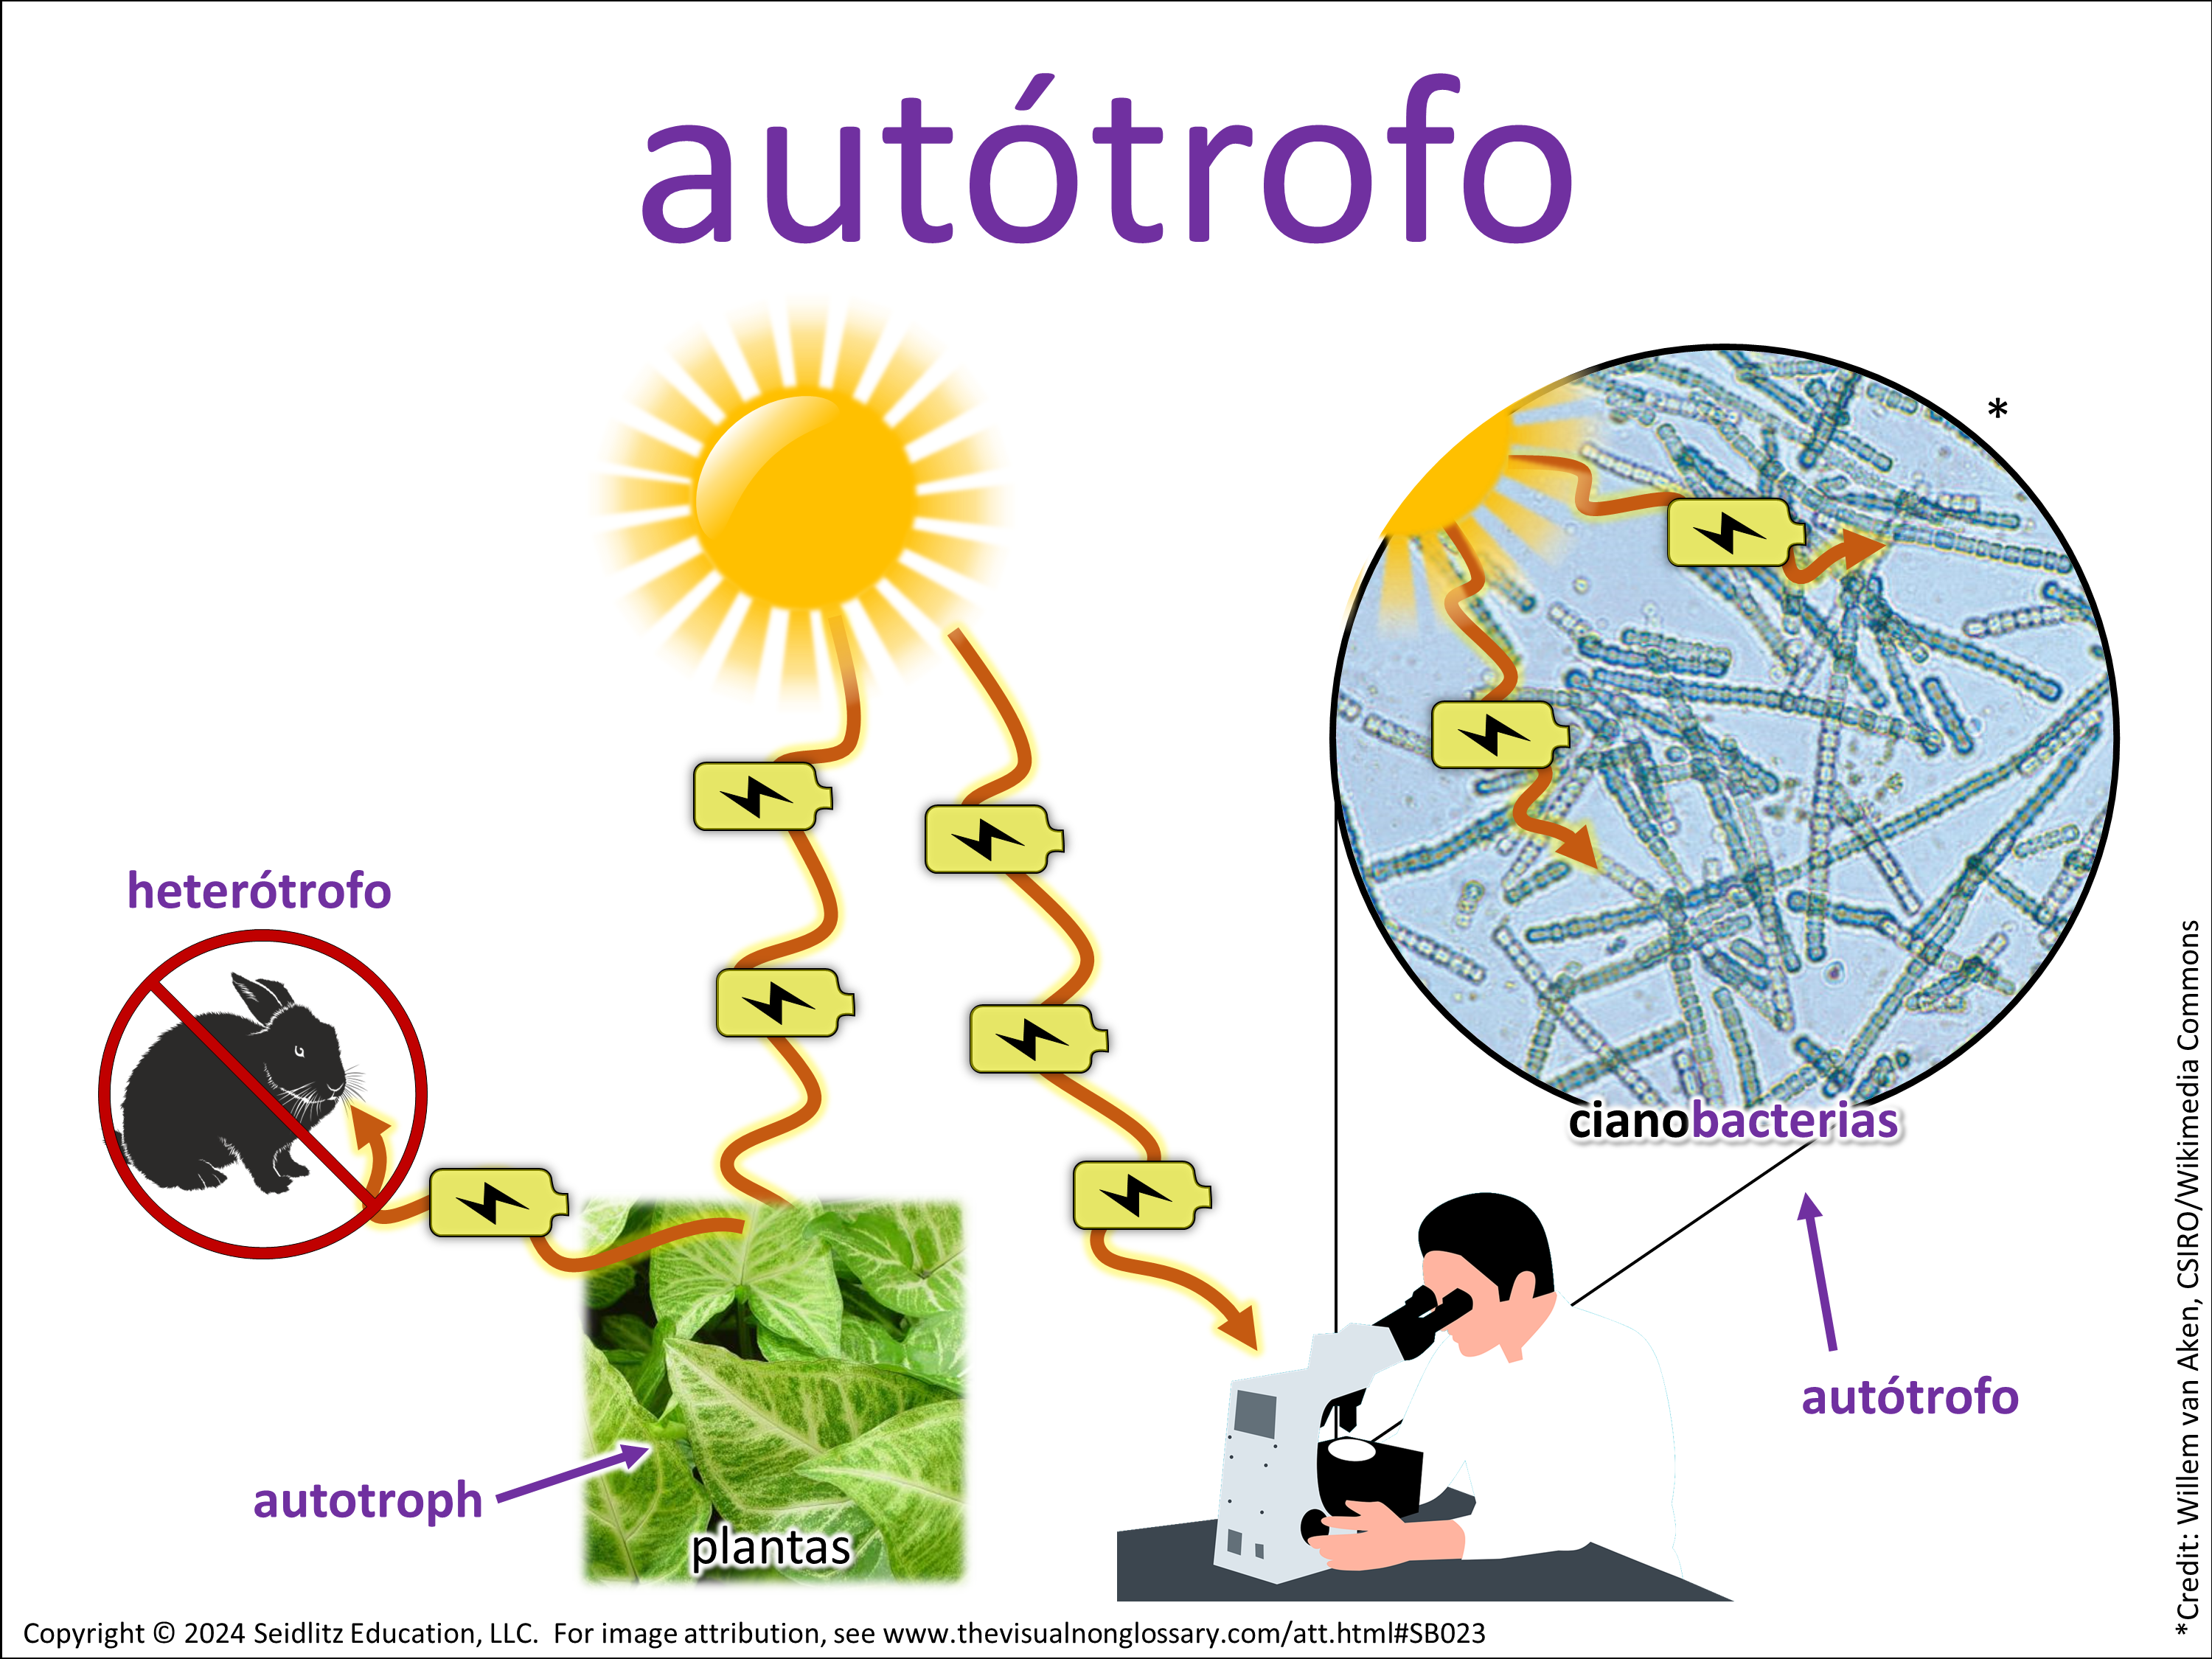 autótrofo
*
heterótrofo
cianobacterias
autótrofo
autotroph
plantas
*Credit: Willem van Aken, CSIRO/Wikimedia Commons
Copyright © 2024 Seidlitz Education, LLC.  For image attribution, see www.thevisualnonglossary.com/att.html#SB023